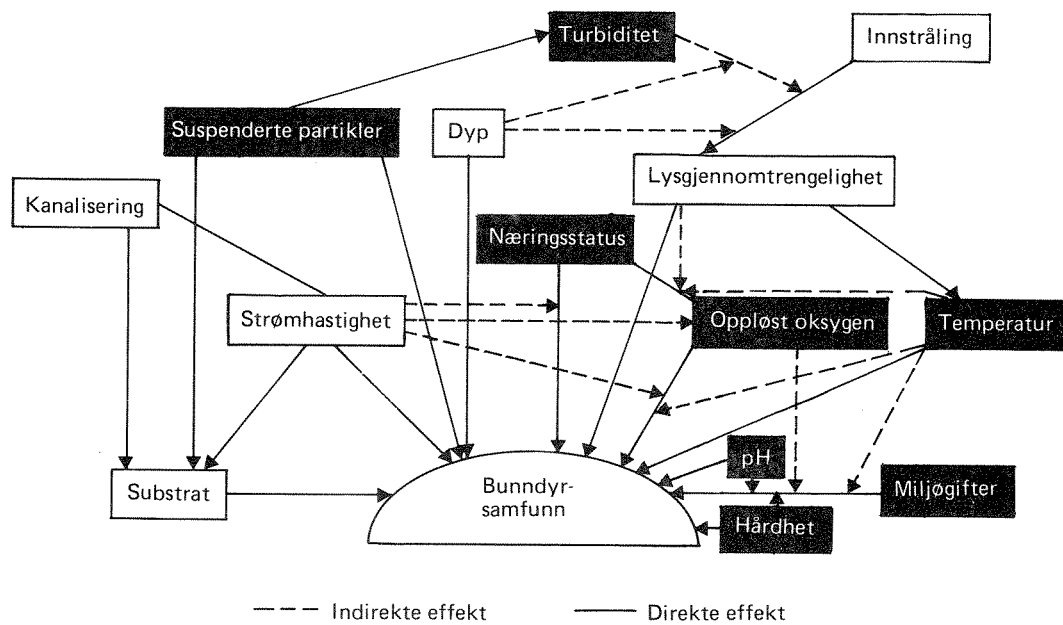 Turbiditet
Innstråling
Suspenderte partikler
Dyp
Lysgjennomtrengelighet
Kanalisering
Næringsstatus
Strømhastighet
Oppløst oksygen
Temperatur
pH
Substrat
Bunndyr-
samfunn
Miljøgifter
Hårdhet
Indirekte effekt
Direkte effekt